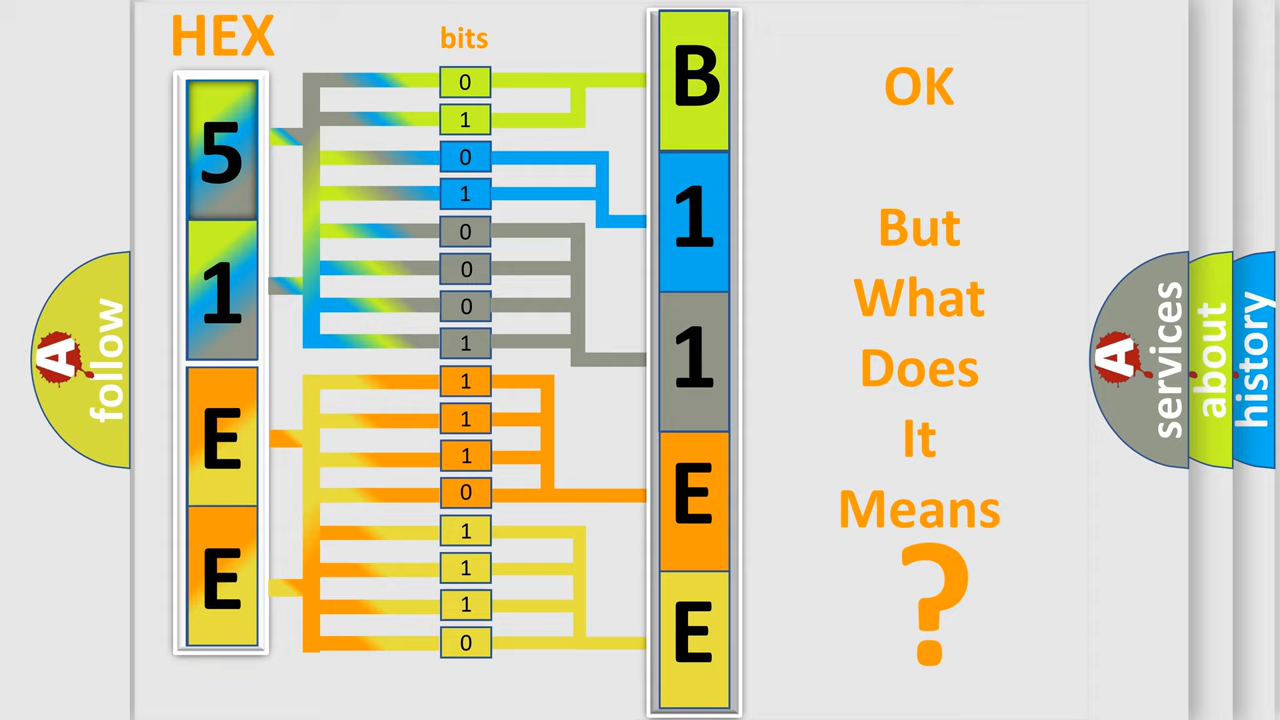 HEX
bits
5
1
E
E
0
1
0
1
0
0
0
1
1
1
1
0
1
1
1
0
B
1
1
E
E
OK
But
What
Does
It
Means
?
A
follow
A
services
about
history